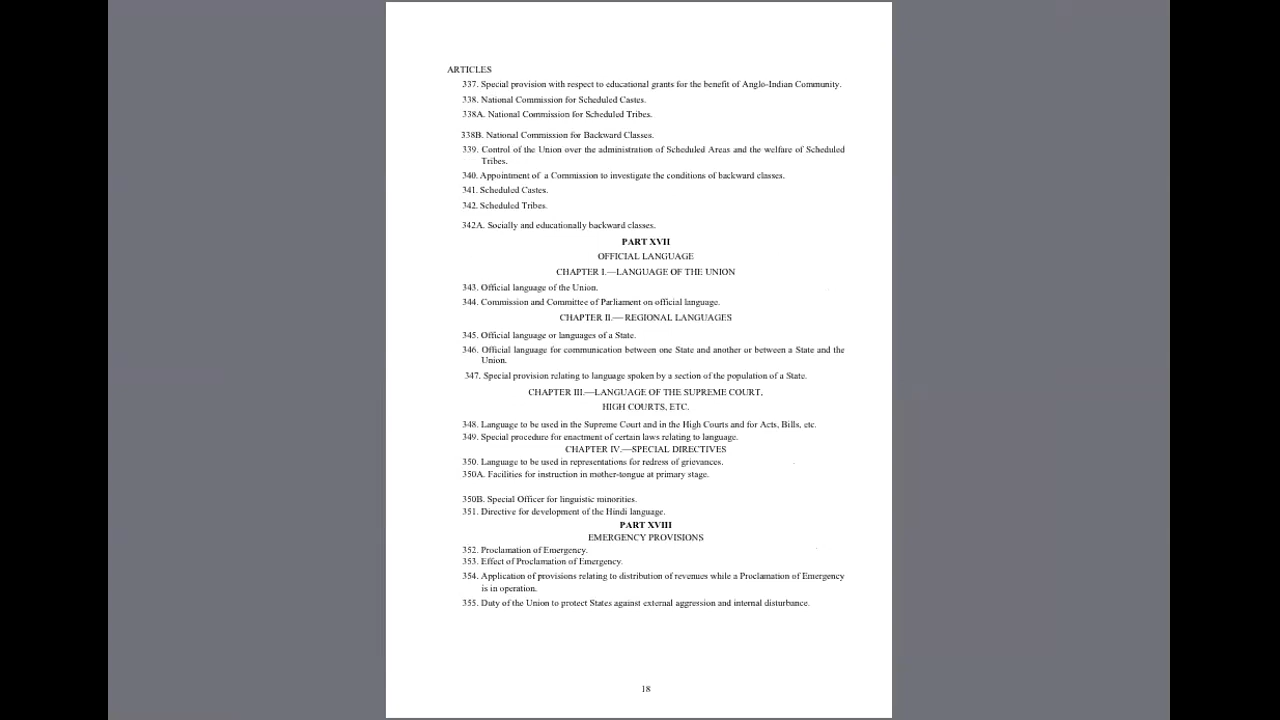 ARTICLES
337. Special provision with respect to educational grants for the benefit of Anglo-Indian Community.
338. National Commission for Scheduled Castes.
338A. National Commission for Scheduled Tribes.
338B. National Commission for Backward Classes.
339. Control of the Union over the administration of Scheduled Areas and the welfare of Scheduled
Tribes.
340. Appointment of a Commission to investigate the conditions of backward classes.
341. Scheduled Castes.
342. Scheduled Tribes.
342A. Socially and educationally backward classes.
PART XVII
OFFICIAL LANGUAGE
CHAPTER I.—LANGUAGE OF THE UNION
343. Official language of the Union.
344. Commission and Committee of Parliament on official language.
CHAPTER II.—REGIONAL LANGUAGES
345. Official language or languages of a State.
346. Official language for communication between one State and another or between a State and the
Union.
347. Special provision relating to language spoken by a section of the population of a State.
CHAPTER III.—LANGUAGE OF THE SUPREME COURT,
HIGH COURTS, ETC.
348. Language to be used in the Supreme Court and in the High Courts and for Acts, Bills, etc.
349. Special procedure for enactment of certain laws relating to language.
CHAPTER IV.—SPECIAL DIRECTIVES
350. Language to be used in representations for redress of grievances.
350A. Facilities for instruction in mother-tongue at primary stage.
350B. Special Officer for linguistic minorities.
351. Directive for development of the Hindi language.
PART XVIII
EMERGENCY PROVISIONS
352. Proclamation of Emergency.
353. Effect of Proclamation of Emergency.
354. Application of provisions relating to distribution of revenues while a Proclamation of Emergency
is in operation.
355. Duty of the Union to protect States against external aggression and internal disturbance.
18